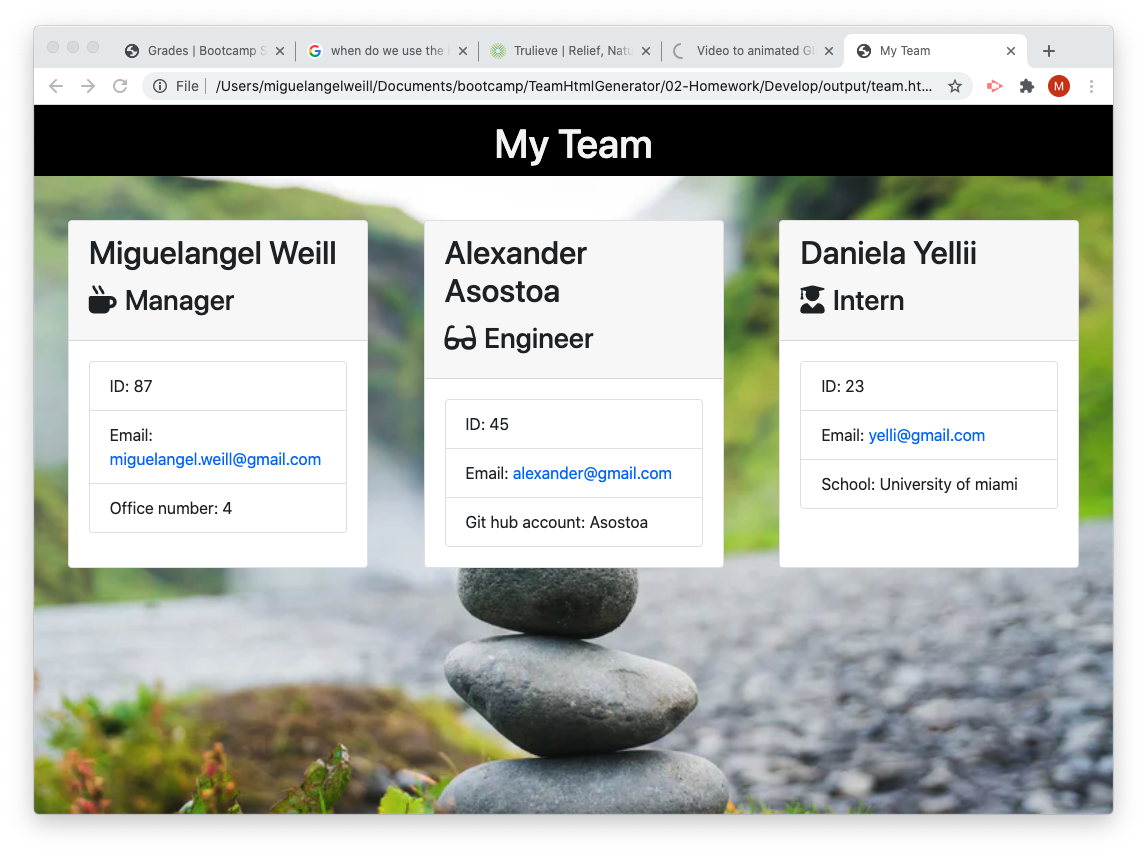 Grades | Bootcamp S
when do we use the
Trulieve | Relief, Natu
Video to animated GI
My Team
File
/Users/miguelangelweill/Documents/bootcamp/TeamHtmlGenerator/02-Homework/Develop/output/team.ht...
M
My Team
Miguelangel Weill
Manager
ID: 87
Email:
miguelangel.weill@gmail.com
Office number: 4
Alexander
Asostoa
Engineer
ID: 45
Email: alexander@gmail.com
Git hub account: Asostoa
Daniela Yellii
Intern
ID: 23
Email: yelli@gmail.com
School: University of miami